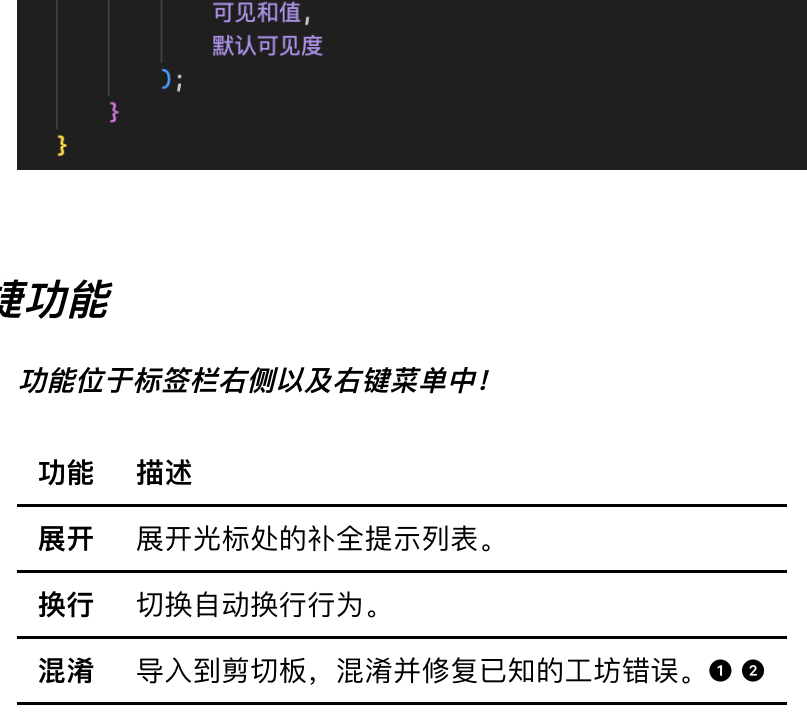 可见和值,
默认可见度
);
}
}
捷功能
功能位于标签栏右侧以及右键菜单中！
功能 描述
展开 展开光标处的补全提示列表。
换行 切换自动换行行为。
混淆 导入到剪切板，混淆并修复已知的工坊错误。❶ ❷